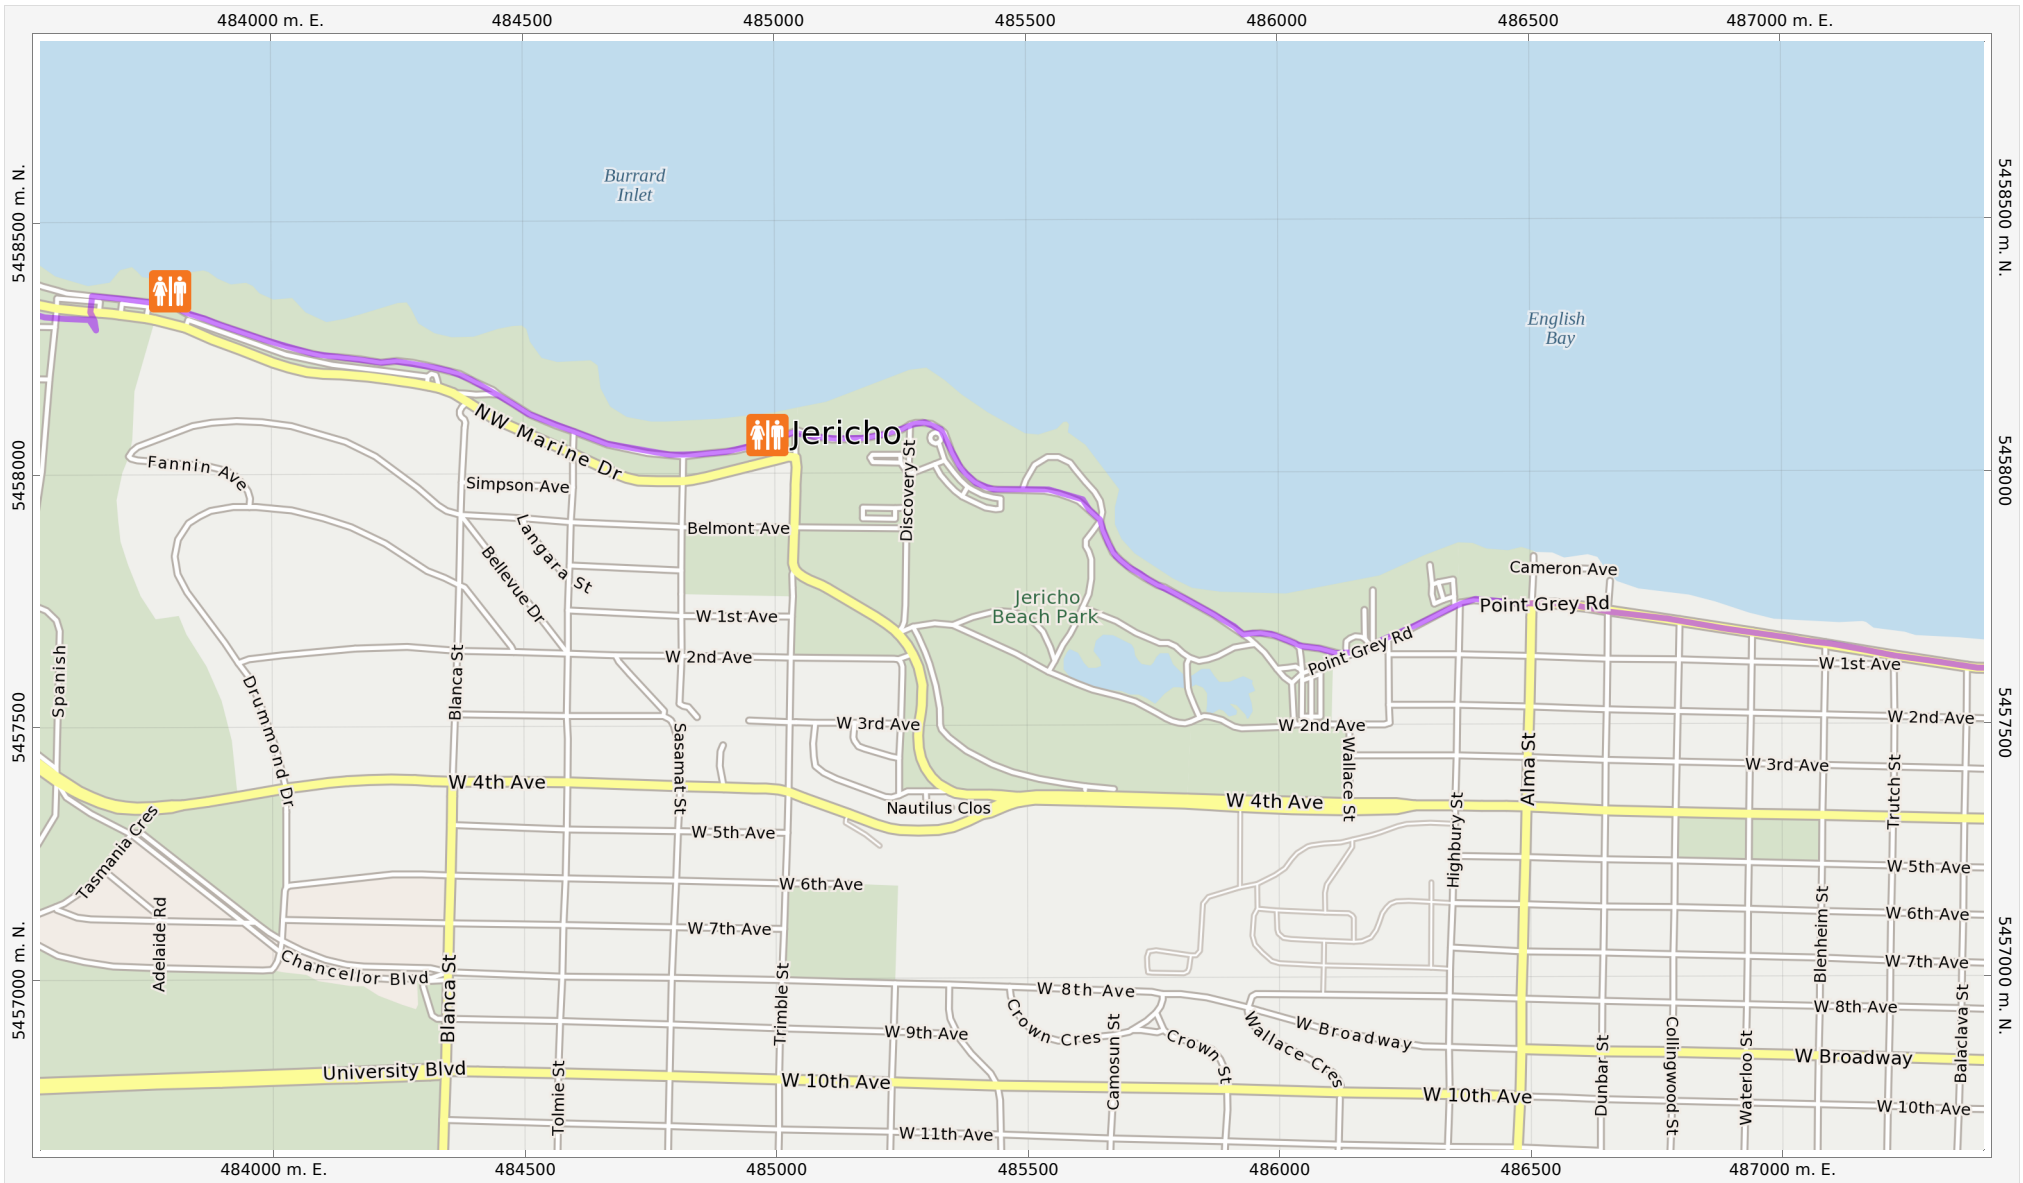 484000 m. E.
484500
485000
485500
486000
486500
487000 m. E.
5458500 m. N.
5458000
5457500
5457000 m. N.
5458500 m. N.
5458000
5457500
5457000 m. N.
Burrard
Inlet
English
Bay
NW Marine Dr
Jericho
Fannin Ave
Simpson Ave
Discovery St
Langara St
Belmont Ave
Bellevue Dr
Cameron Ave
Point Grey Rd
Jericho
Beach Park
W 1st Ave
Point Grey Rd
W 2nd Ave
W 1st Ave
Spanish
Blanca St
Drummond Dr
W 3rd Ave
W 2nd Ave
W 2nd Ave
Sasamat St
Wallace St
Alma St
W 3rd Ave
Trutch St
W 4th Ave
Nautilus Clos
W 4th Ave
Highbury St
Tasmania Cres
W 5th Ave
W 5th Ave
W 6th Ave
W 6th Ave
Adelaide Rd
W 7th Ave
Blenheim St
W 7th Ave
Chancellor Blvd
Blanca St
Trimble St
W 8th Ave
W 8th Ave
Balaclava St
Crown Cres
Camosun St
Crown St
Wallace Cres
W Broadway
W 9th Ave
W Broadway
University Blvd
Tolmie St
W 10th Ave
W 10th Ave
Dunbar St
Collingwood St
Waterloo St
W 10th Ave
W 11th Ave
484000 m. E.
484500
485000
485500
486000
486500
487000 m. E.